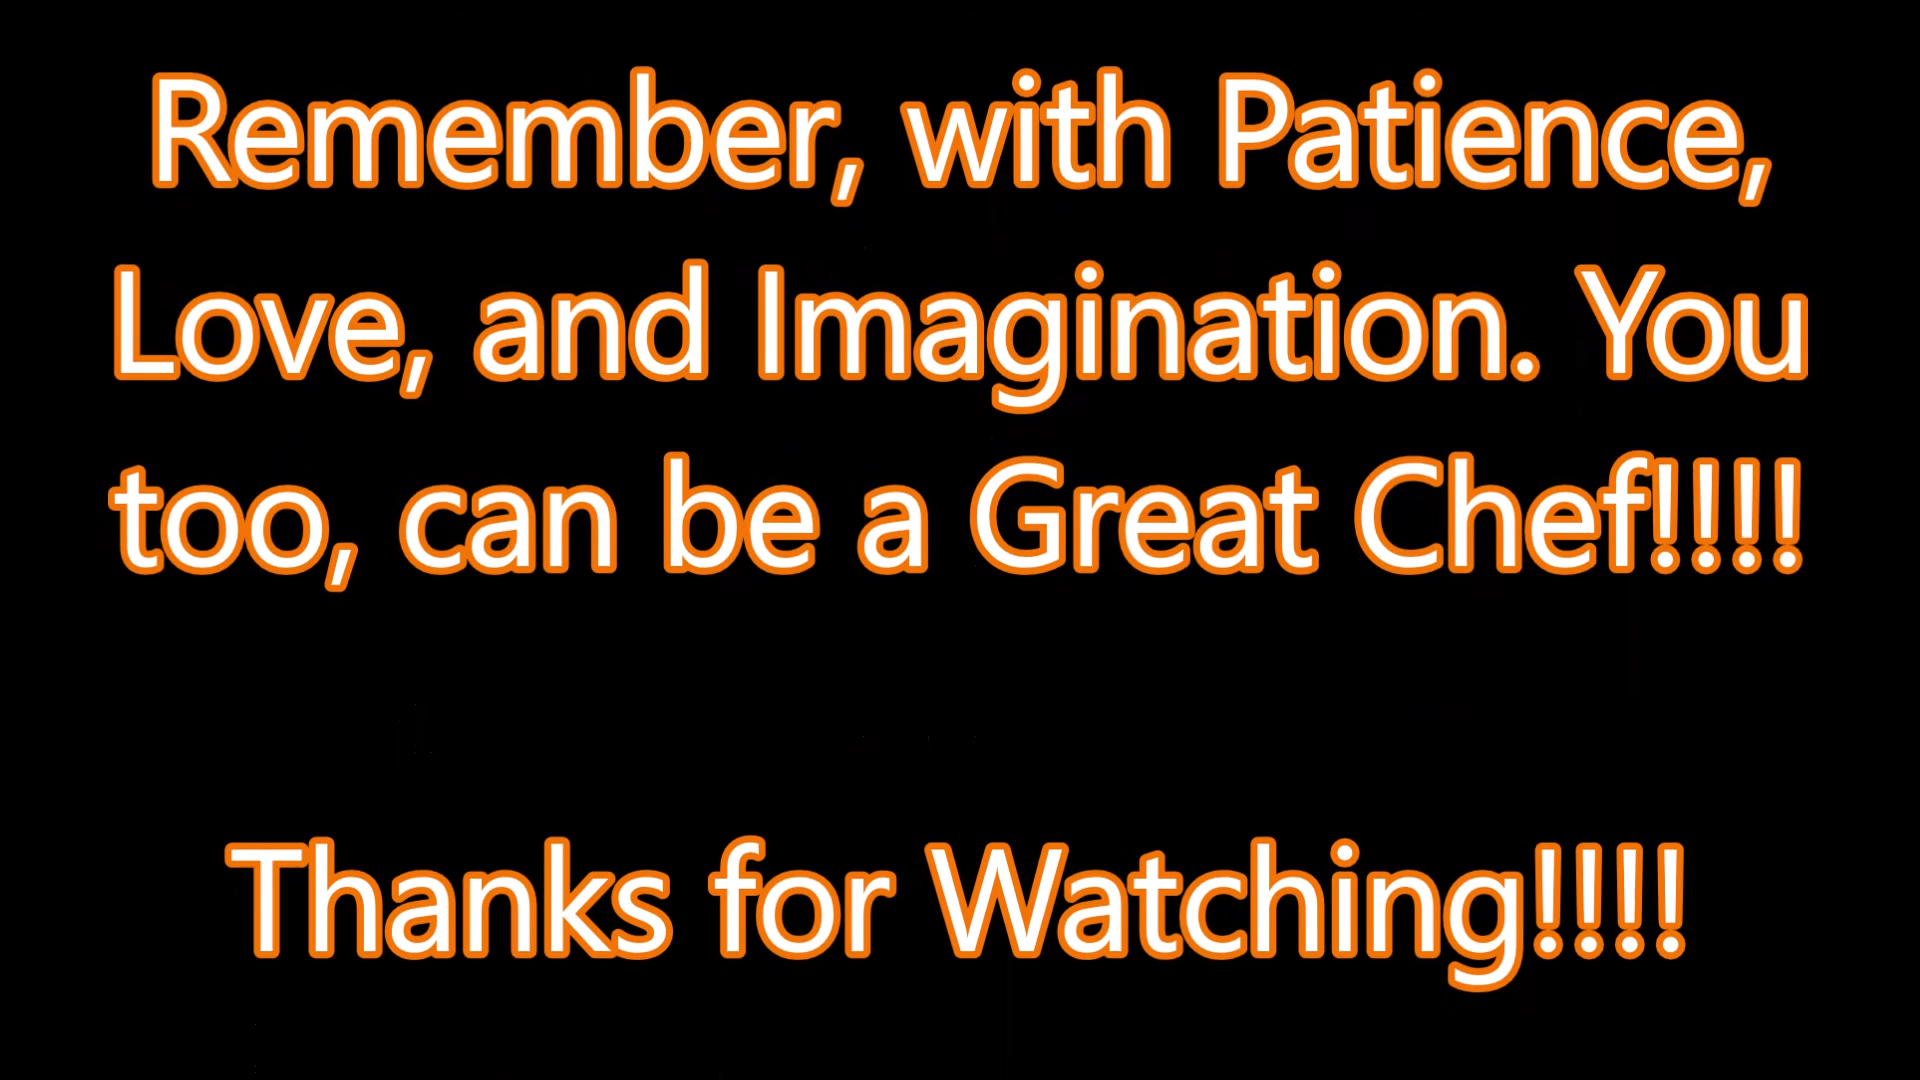 Remember, with Patience,
Love, and Imagination. You
too, can be a Great Chef!!!!
Thanks for Watching!!!!